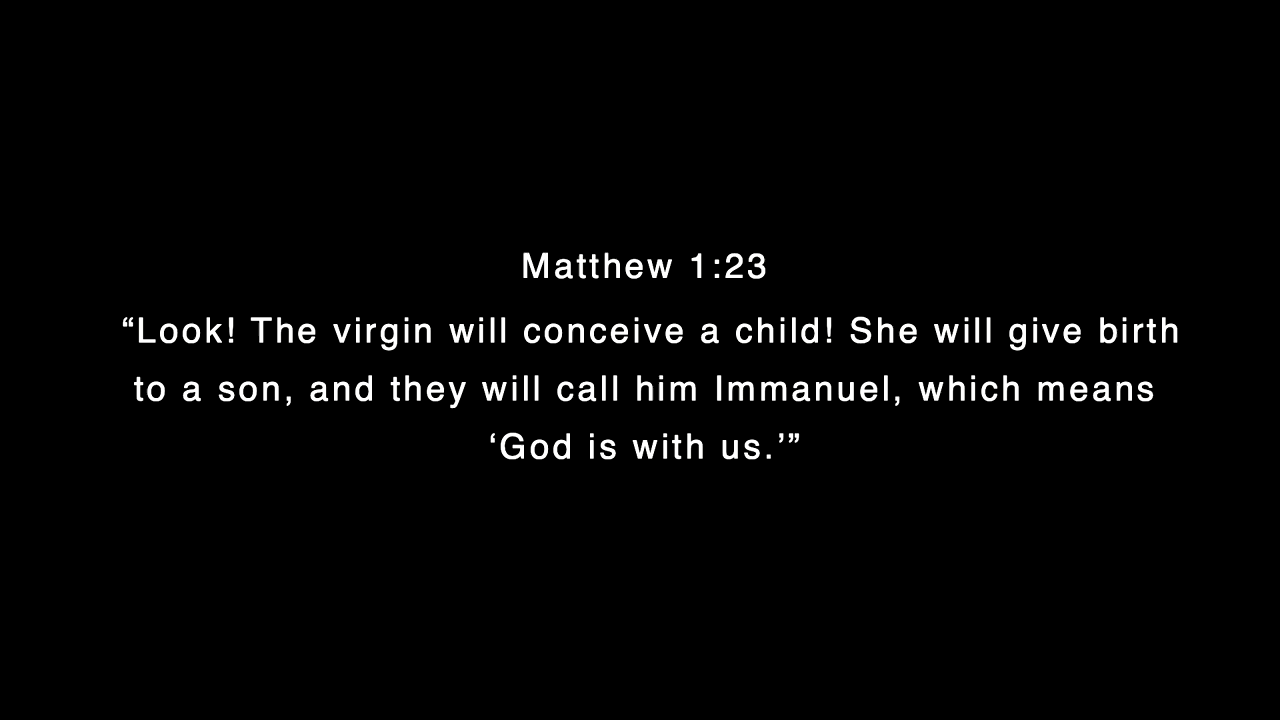 Matthew 1:23
“Look! The virgin will conceive a child! She will give birth
to a son, and they will call him Immanuel, which means
‘God is with us.’”